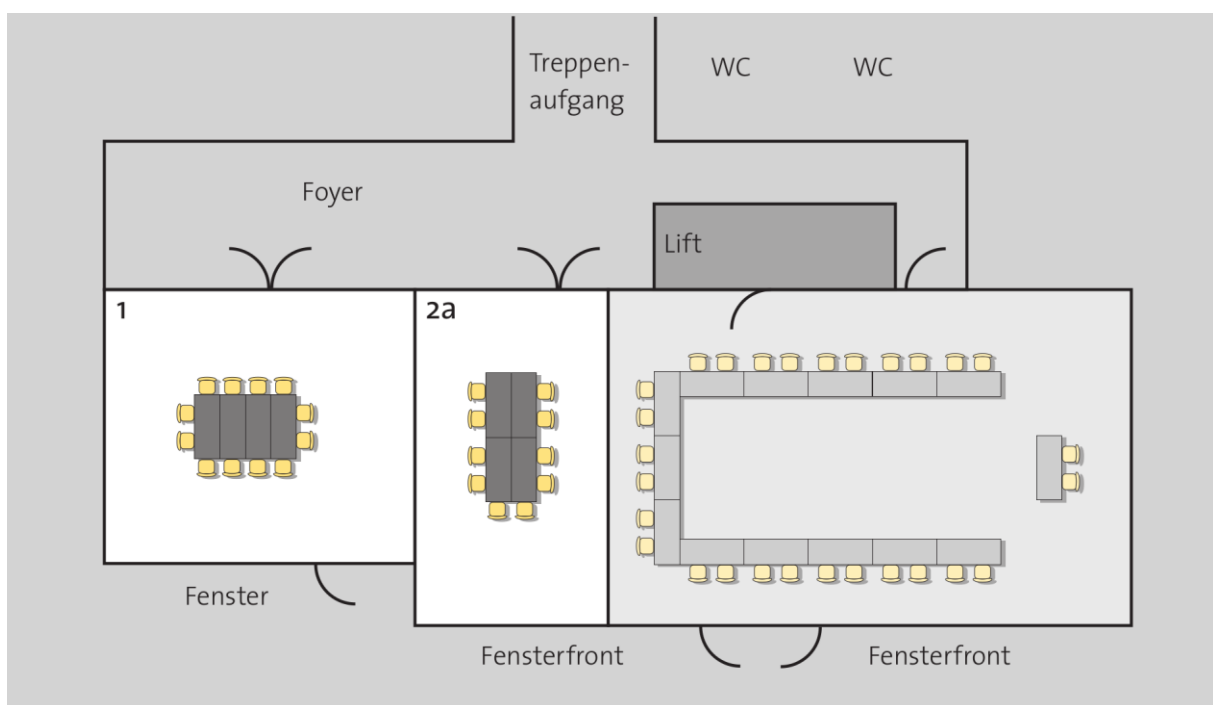 Treppen-
aufgang
WC
WC
Foyer
Lift
1
2a
Fenster
Fensterfront
Fensterfront